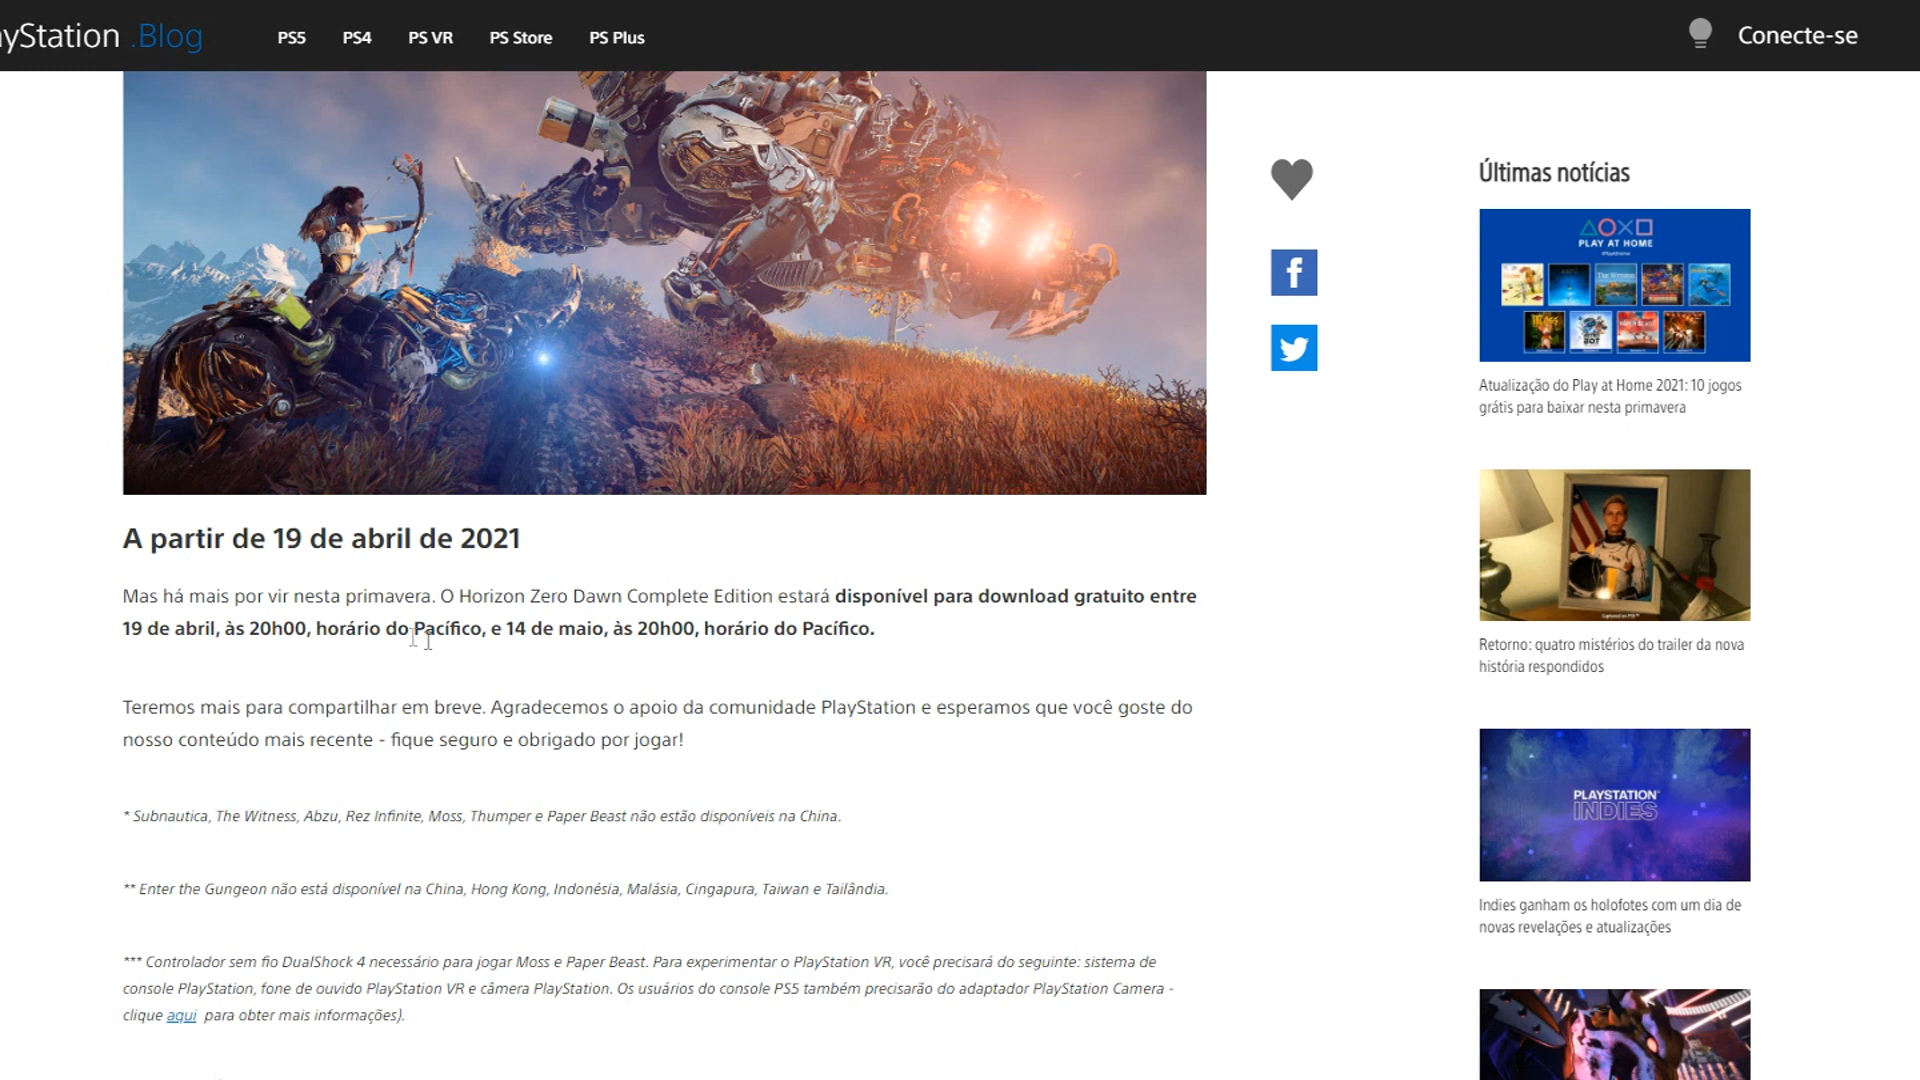 ayStation .Blog
PS5
PS4
PS VR
PS Store
PS Plus
Conecte-se
A partir de 19 de abril de 2021
Mas há mais por vir nesta primavera. O Horizon Zero Dawn Complete Edition estará disponível para download gratuito entre
19 de abril, às 20h00, horário do Pacífico, e 14 de maio, às 20h00, horário do Pacífico.
Teremos mais para compartilhar em breve. Agradecemos o apoio da comunidade PlayStation e esperamos que você goste do
nosso conteúdo mais recente - fique seguro e obrigado por jogar!
* Subnautica, The Witness, Abzu, Rez Infinite, Moss, Thumper e Paper Beast não estão disponíveis na China.
** Enter the Gungeon não está disponível na China, Hong Kong, Indonésia, Malásia, Cingapura, Taiwan e Tailândia.
*** Controlador sem fio DualShock 4 necessário para jogar Moss e Paper Beast. Para experimentar o PlayStation VR, você precisará do seguinte: sistema de
console PlayStation, fone de ouvido PlayStation VR e câmera PlayStation. Os usuários do console PS5 também precisarão do adaptador PlayStation Camera -
clique aqui para obter mais informações).
Últimas notícias
PLAY AT HOME
Atualização do Play at Home 2021: 10 jogos
grátis para baixar nesta primavera
Retorno: quatro mistérios do trailer da nova
história respondidos
PLAYSTATION
INDIES
Indies ganham os holofotes com um dia de
novas revelações e atualizações